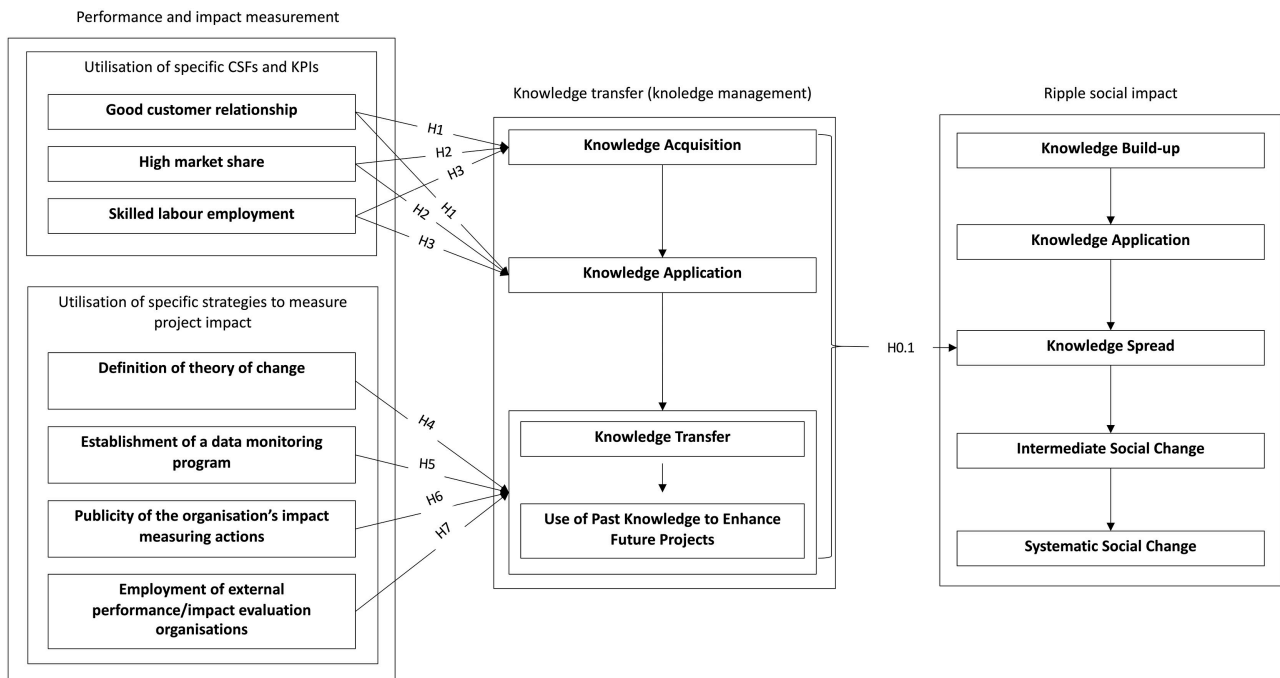 Performance and impact measurement
Utilisation of specific CSFs and KPIs
Good customer relationship
High market share
Skilled labour employment
Utilisation of specific strategies to measure
project impact
Definition of theory of change
Establishment of a data monitoring
program
Publicity of the organisation's impact
measuring actions
Employment of external
performance/impact evaluation
organisations
H1
H2
H3
H1
H2
H3
H4
H5
H6
H7
Knowledge transfer (knoledge management)
Knowledge Acquisition
Knowledge Application
Knowledge Transfer
Use of Past Knowledge to Enhance
Future Projects
H0.1
Ripple social impact
Knowledge Build-up
Knowledge Application
Knowledge Spread
Intermediate Social Change
Systematic Social Change